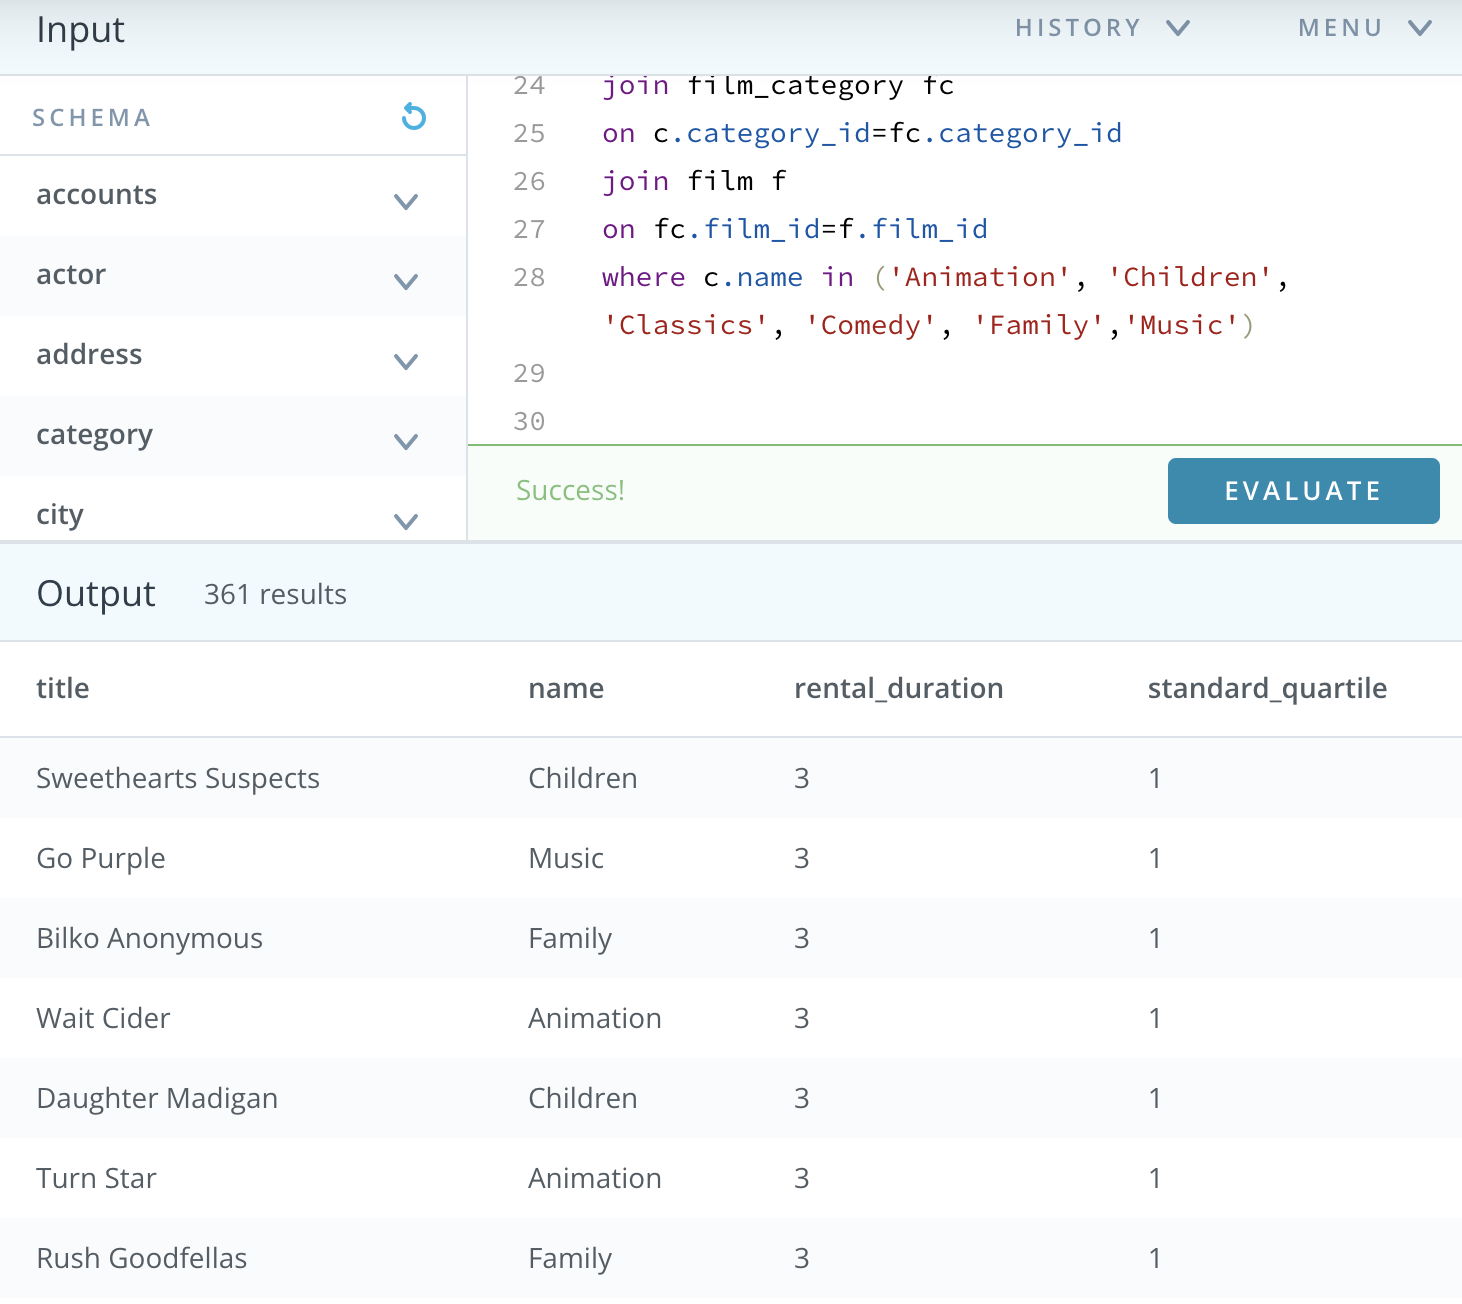 Input
HISTORY
MENU
SCHEMA
accounts
actor
address
category
city
24 join film_category fc
25 on c.category_id=fc.category_id
26 join film f
27 on fc.film_id=f.film_id
28 where c.name in ('Animation', 'Children',
'Classics', 'Comedy', 'Family','Music')
29
30
Success!
EVALUATE
Output 361 results
title name rental_duration standard_quartile
Sweethearts Suspects Children 3 1
Go Purple Music 3 1
Bilko Anonymous Family 3 1
Wait Cider Animation 3 1
Daughter Madigan Children 3 1
Turn Star Animation 3 1
Rush Goodfellas Family 3 1